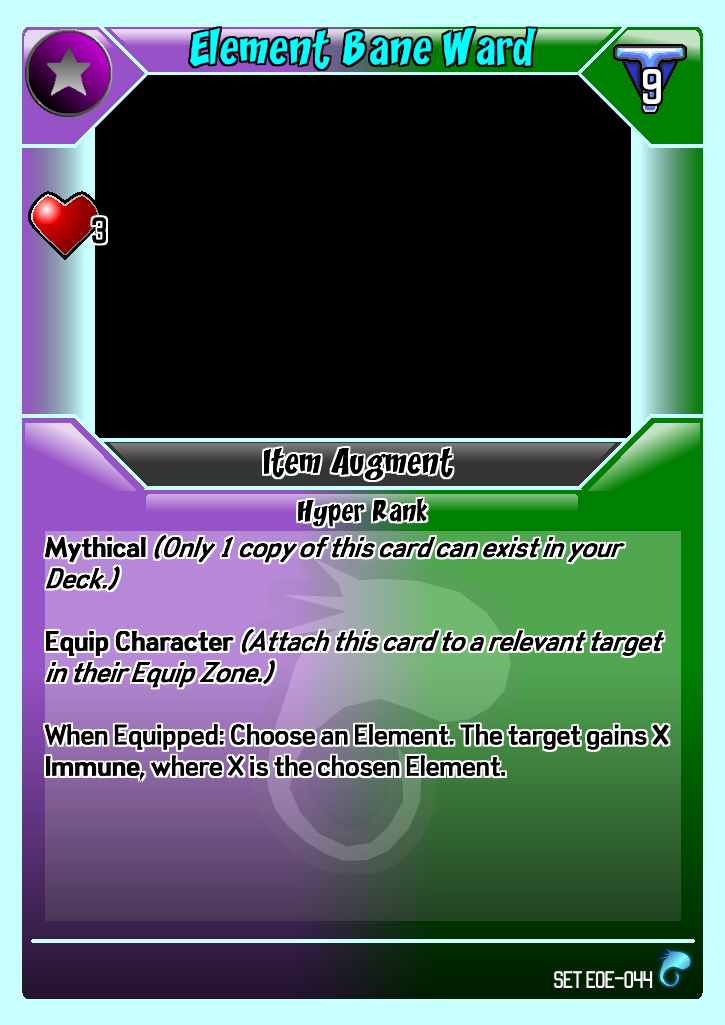 Element Bane Ward
9
3
Item Augment
Hyper Rank
Mythical (Only 1 copy of this card can exist in your
Deck.)
Equip Character (Attach this card to a relevant target
in their Equip Zone.)
When Equipped: Choose an Element. The target gains X
Immune, where X is the chosen Element.
SET EOE-044